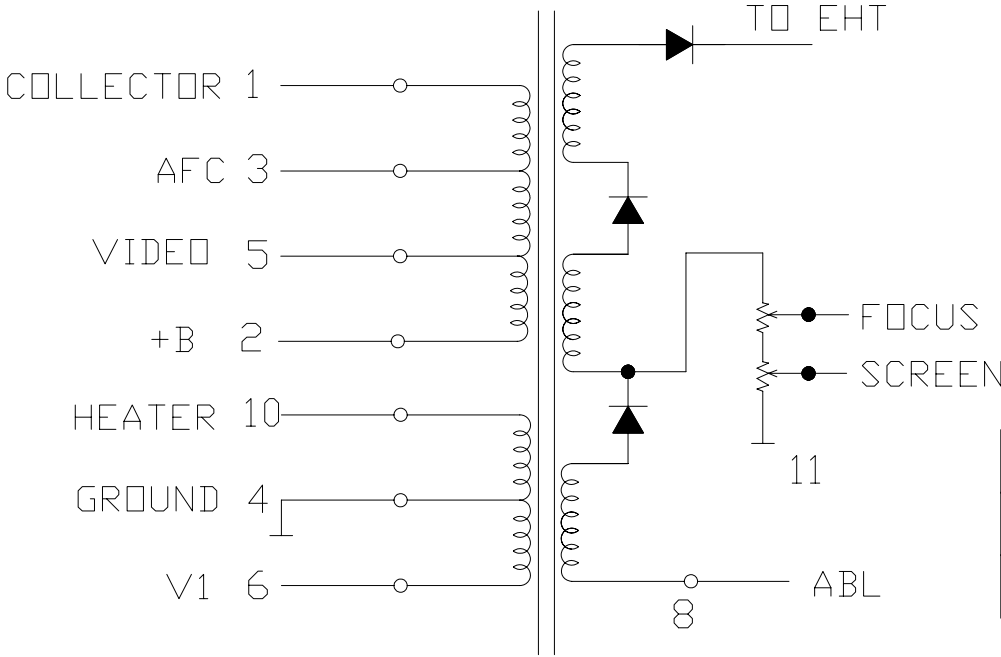 TO EHT
COLLECTOR 1
AFC 3
VIDEO 5
+B 2
FOCUS
SCREEN
HEATER 10
11
GROUND 4
V1 6
ABL
8